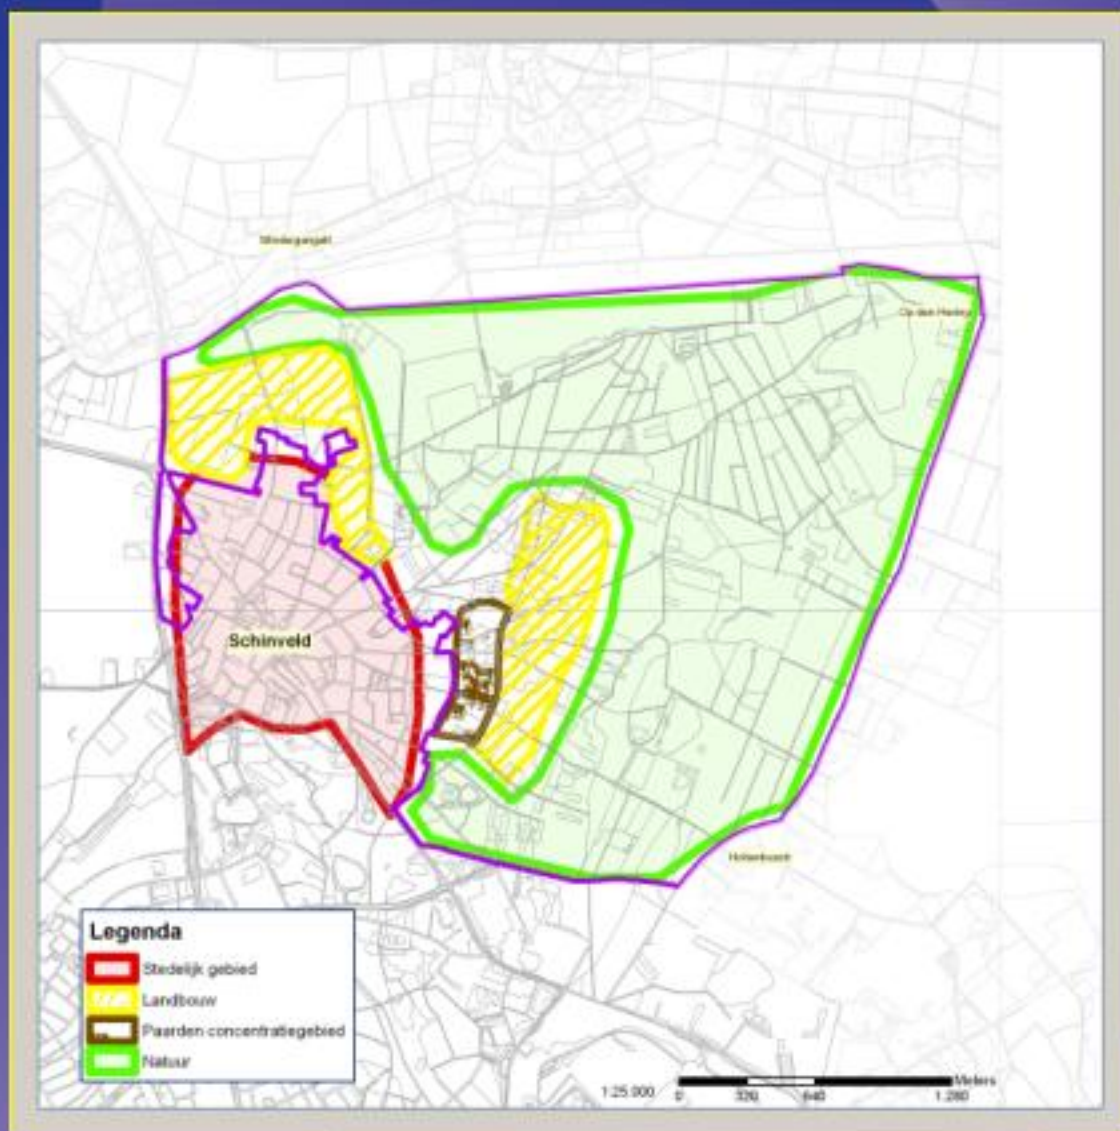 Schinveld
Legenda
Stedelijk gebied
Landbouw
Paarden concentratiegebied
Natuur
1:25.000
Meters
0 320 640 1.280